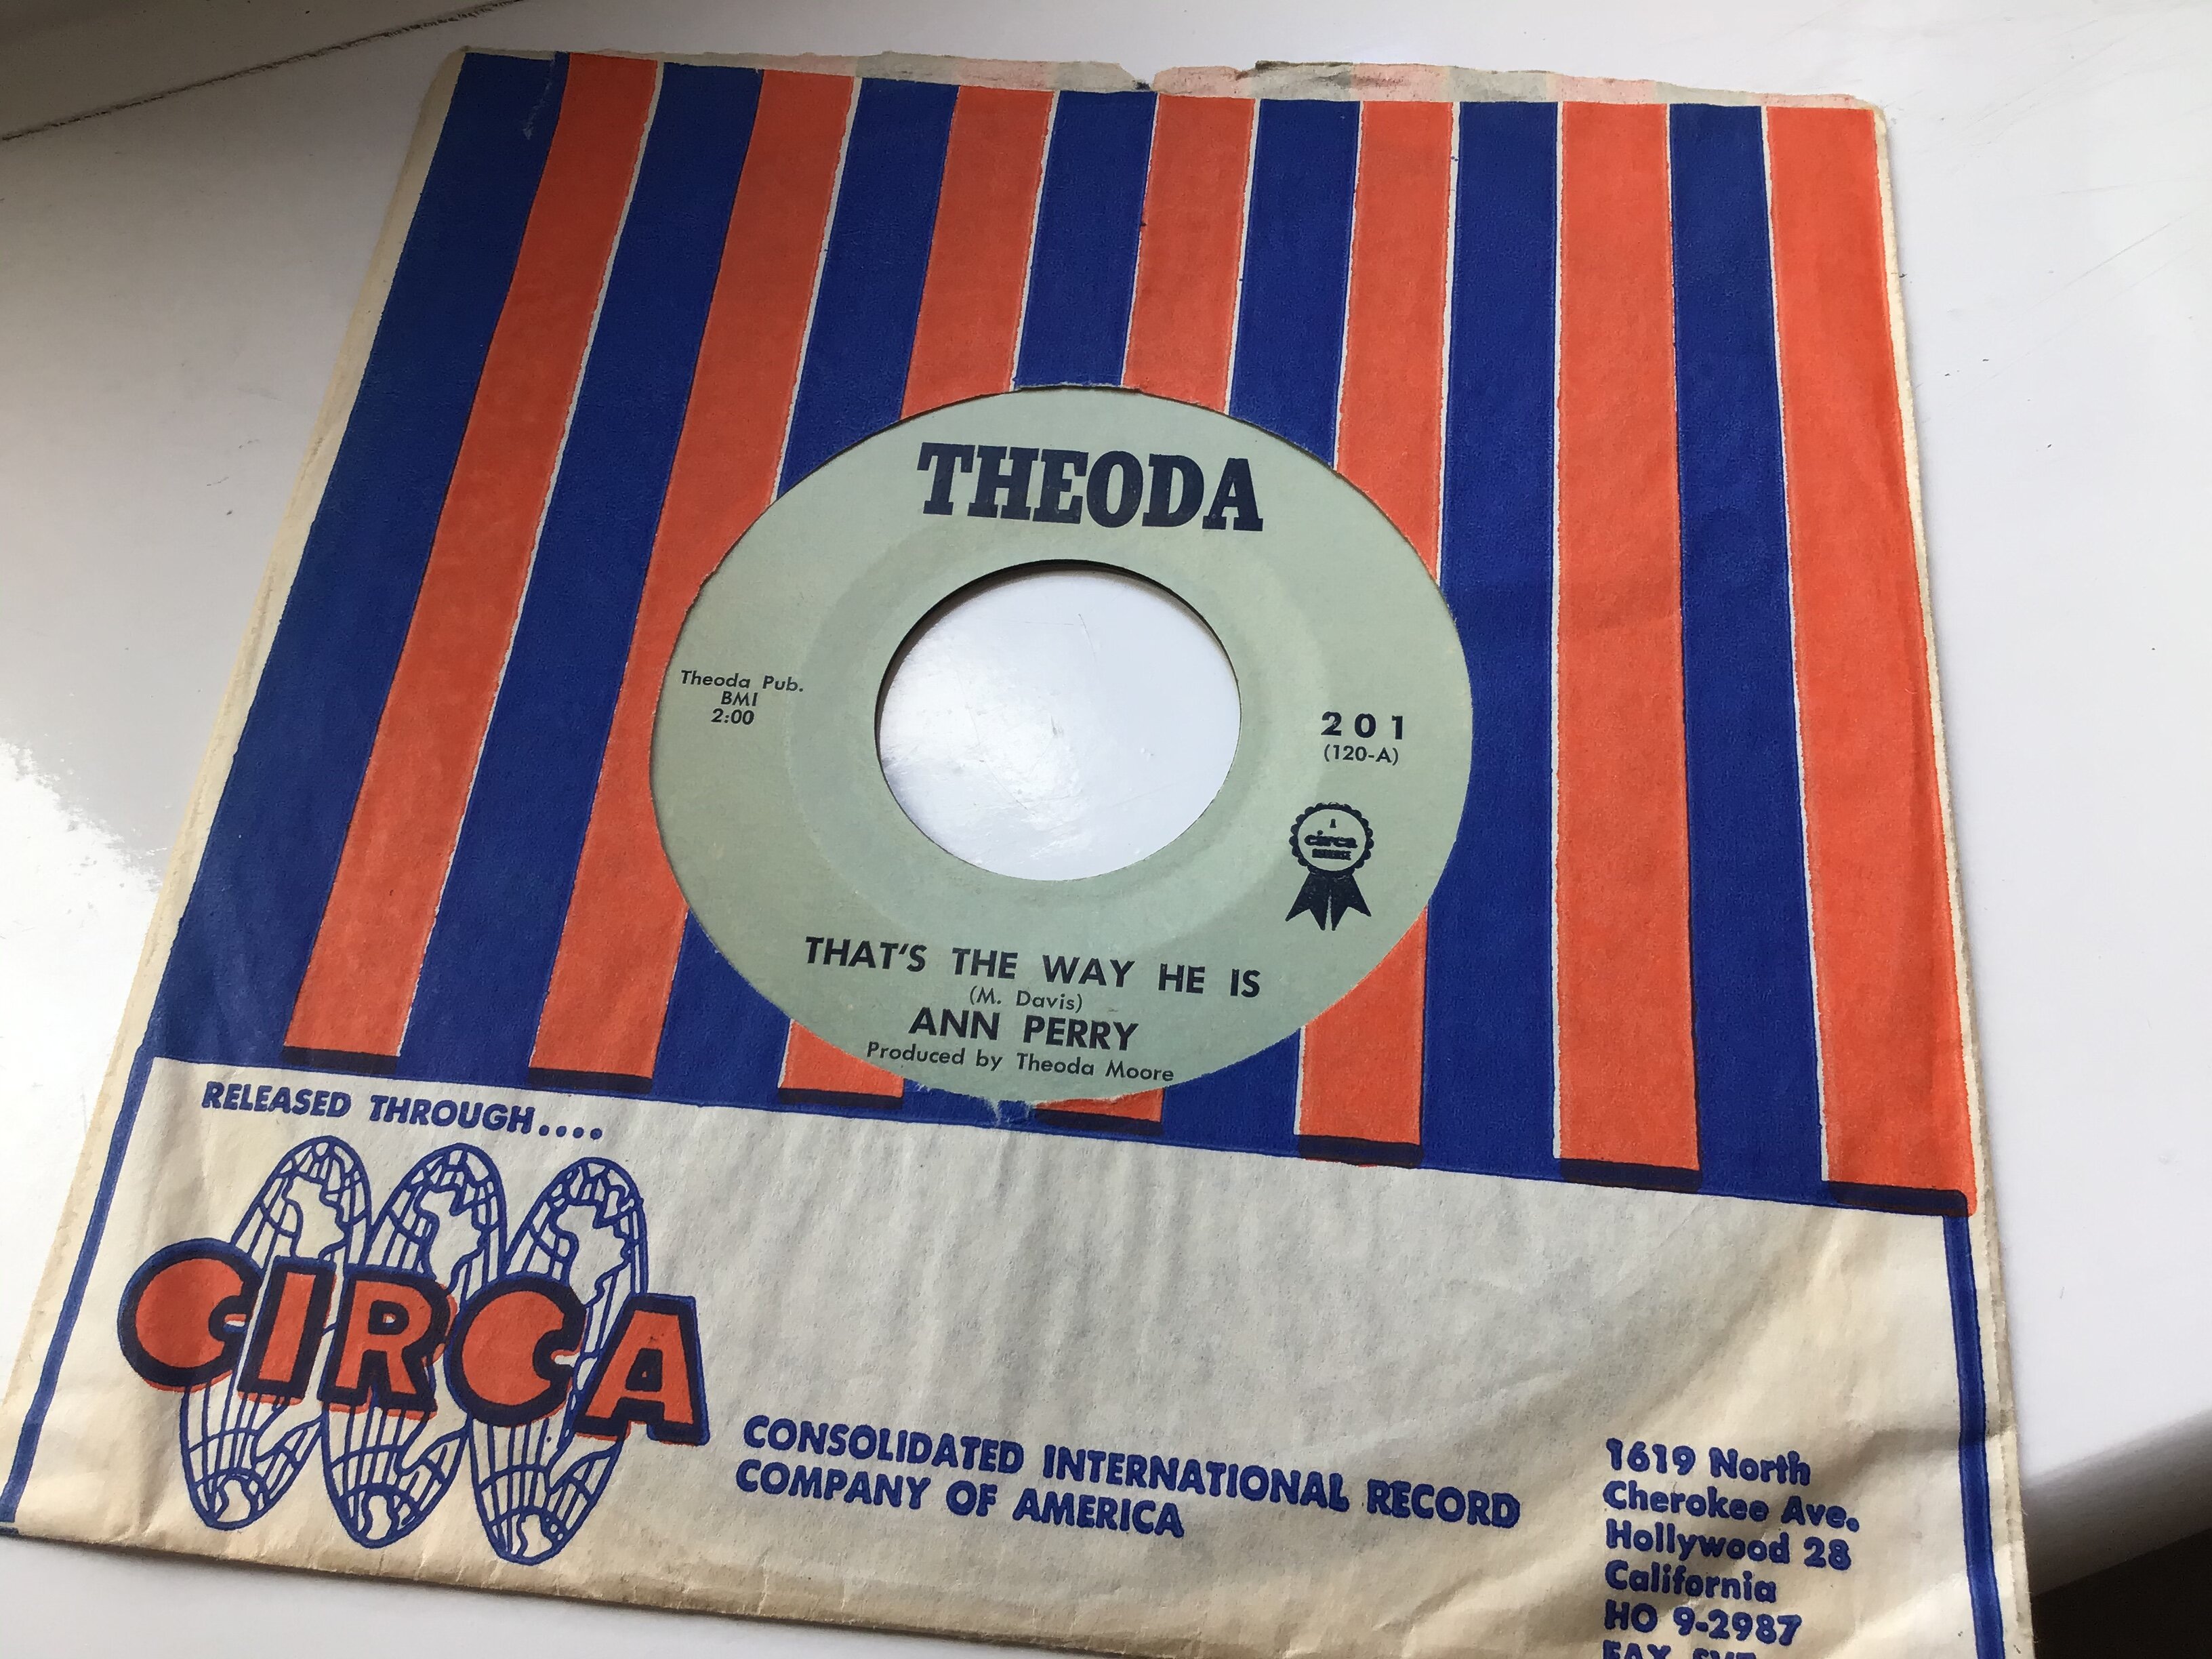 THEODA
Theoda Pub.
BMI
2:00
201
(120-A)
A
circa
THAT'S THE WAY HE IS
(M. Davis)
ANN PERRY
Produced by Theoda Moore
RELEASED THROUGH....
CIRCA
CONSOLIDATED INTERNATIONAL RECORD
COMPANY OF AMERICA
1619 North
Cherokee Ave.
Hollywood 28
California
HO 9-2987